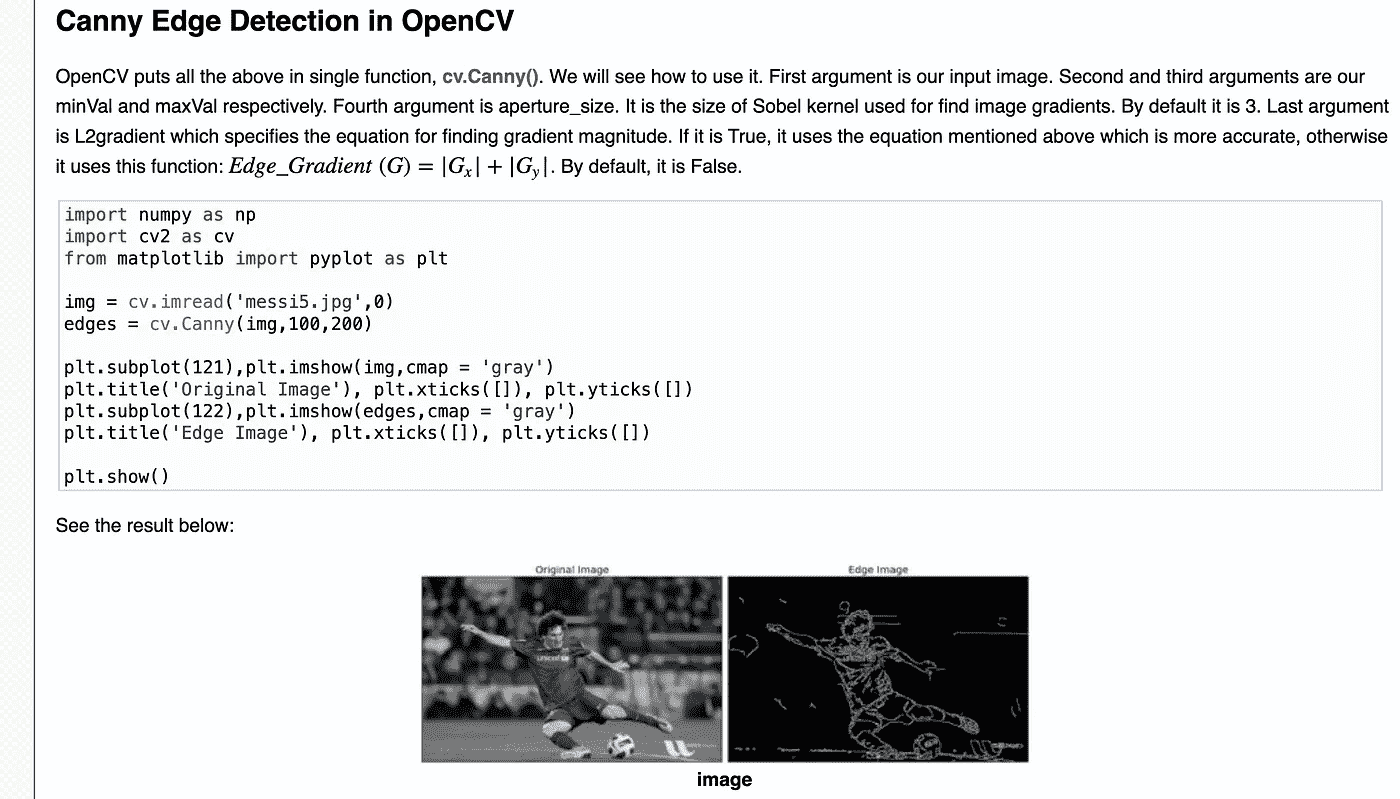 Canny Edge Detection in OpenCV
OpenCV puts all the above in single function, cv.Canny(). We will see how to use it. First argument is our input image. Second and third arguments are our
minVal and maxVal respectively. Fourth argument is aperture_size. It is the size of Sobel kernel used for find image gradients. By default it is 3. Last argument
is L2gradient which specifies the equation for finding gradient magnitude. If it is True, it uses the equation mentioned above which is more accurate, otherwise
it uses this function: Edge_Gradient (G) = |Gx| + |Gy|. By default, it is False.
import numpy as np
import cv2 as cv
from matplotlib import pyplot as plt
img = cv.imread('messi5.jpg',0)
edges = cv.Canny(img,100,200)
plt.subplot(121),plt.imshow(img,cmap = 'gray')
plt.title('Original Image'), plt.xticks([]), plt.yticks([])
plt.subplot(122),plt.imshow(edges,cmap = 'gray')
plt.title('Edge Image'), plt.xticks([]), plt.yticks([])
plt.show()
See the result below:
Original Image
Edge Image
unicef
image